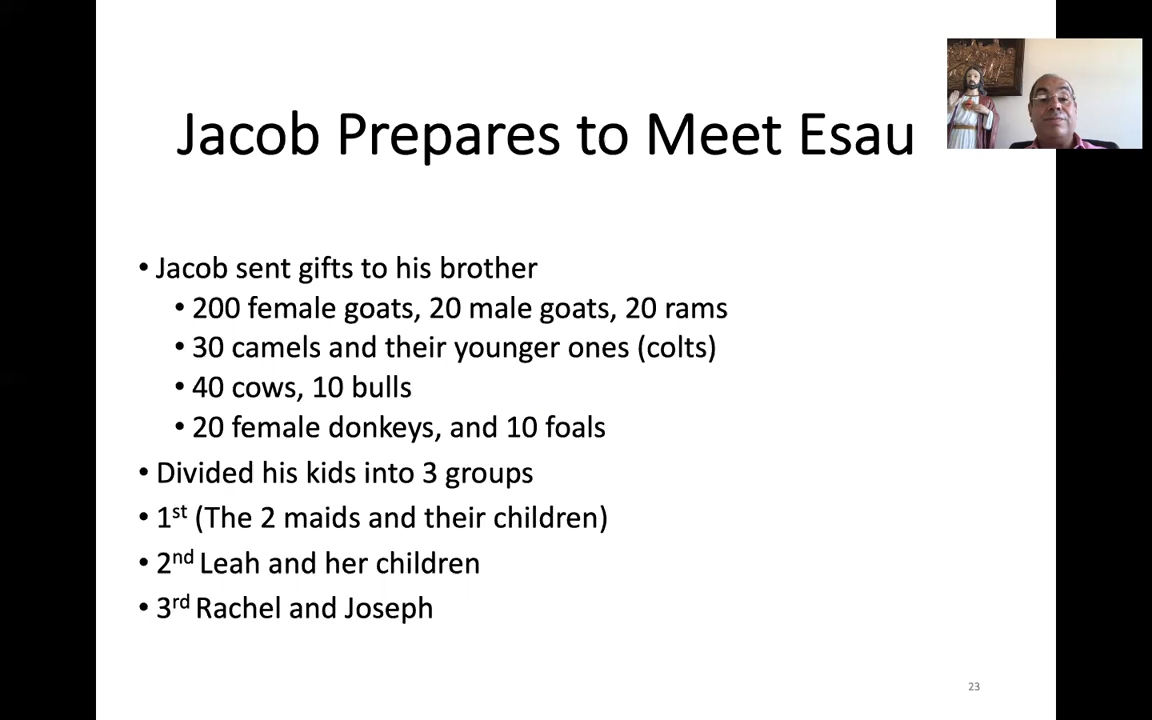 Jacob Prepares to Meet Esau
• Jacob sent gifts to his brother
• 200 female goats, 20 male goats, 20 rams
• 30 camels and their younger ones (colts)
• 40 cows, 10 bulls
• 20 female donkeys, and 10 foals
• Divided his kids into 3 groups
• 1st (The 2 maids and their children)
• 2nd Leah and her children
• 3rd Rachel and Joseph
23